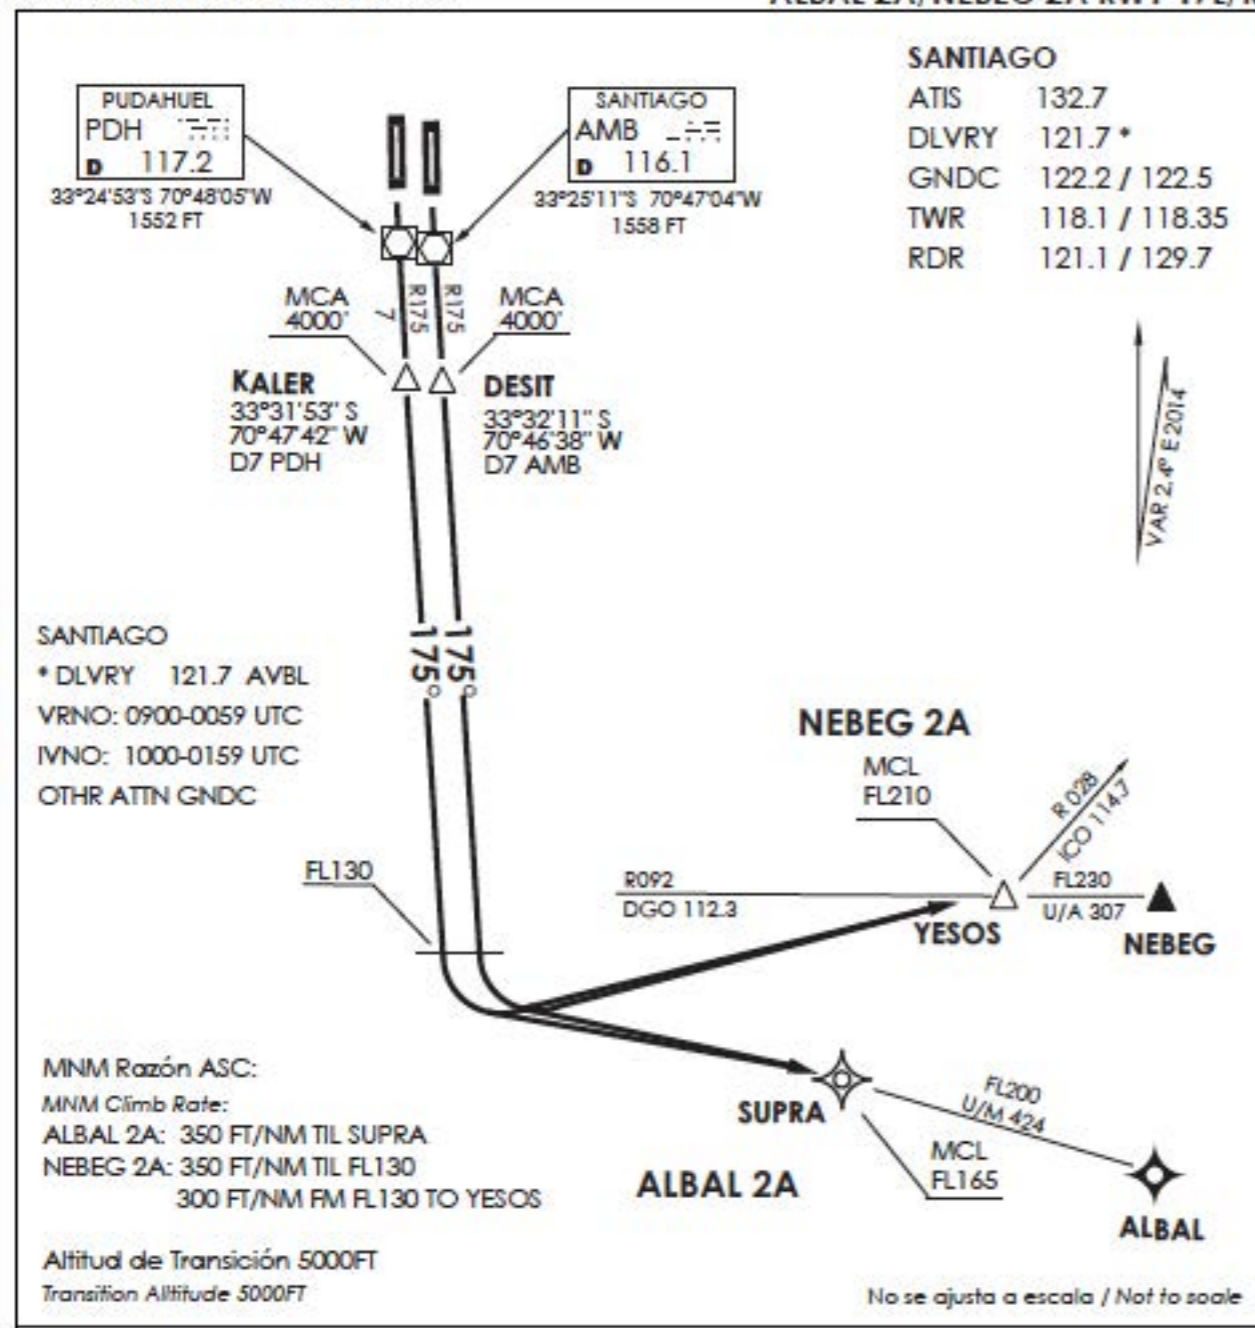 PUDAHUEL
PDH
D 117.2
33°24'53"S 70°48'05"W
1552 FT
SANTIAGO
AMB
D 116.1
33°25'11"S 70°47'04"W
1558 FT
SANTIAGO
ATIS 132.7
DLVRY 121.7 *
GNDC 122.2 / 122.5
TWR 118.1 / 118.35
RDR 121.1 / 129.7
MCA
4000'
7
R175
R175
MCA
4000'
KALER
33°31'53" S
70°47'42" W
D7 PDH
DESIT
33°32'11" S
70°46'38" W
D7 AMB
VAR 2.4° E 2014
175°
175°
SANTIAGO
* DLVRY 121.7 AVBL
VRNO: 0900-0059 UTC
IVNO: 1000-0159 UTC
OTHR ATTN GNDC
NEBEG 2A
MCL
FL210
R 028
ICO 114.7
FL130
R092
DGO 112.3
YESOS
FL230
U/A 307
NEBEG
MNM Razón ASC:
MNM Climb Rate:
ALBAL 2A: 350 FT/NM TIL SUPRA
NEBEG 2A: 350 FT/NM TIL FL130
300 FT/NM FM FL130 TO YESOS
SUPRA
FL200
U/M 424
MCL
FL165
ALBAL 2A
ALBAL
Altitud de Transición 5000FT
Transition Alltitude 5000FT
No se ajusta a escala / Not to scale